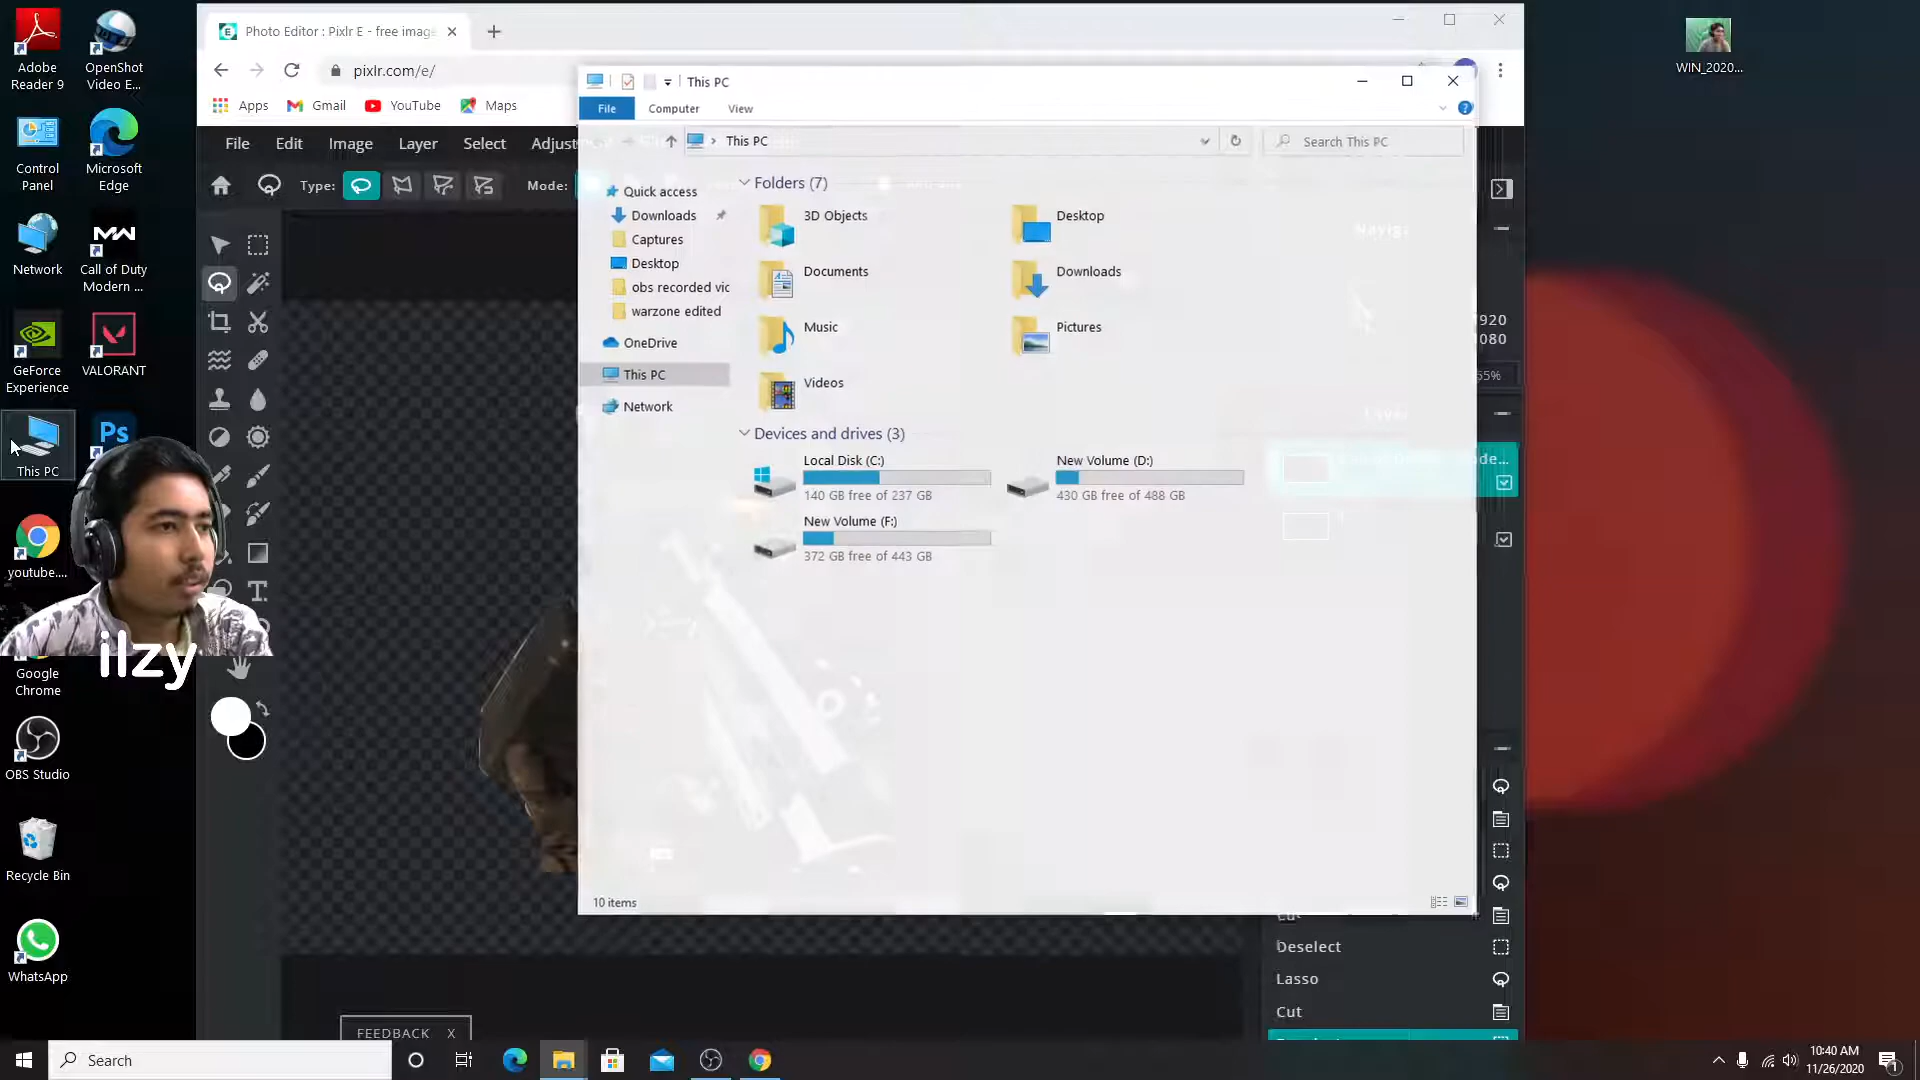 Adobe
Reader 9
OpenShot
Video E...
Control
Panel
Microsoft
Edge
Network
Call of Duty
Modern ...
GeForce
Experience
VALORANT
This PC
Ps
youtube....
ilzy
Google
Chrome
OBS Studio
Recycle Bin
WhatsApp
Photo Editor : Pixlr E - free image
pixlr.com/e/
Apps
Gmail
YouTube
Maps
File
Edit
Image
Layer
Select
Adjust
Type:
Mode:
This PC
File
Computer
View
This PC
Search This PC
Quick access
Downloads
Captures
Desktop
obs recorded vic
warzone edited
OneDrive
This PC
Network
Folders (7)
3D Objects
Desktop
Documents
Downloads
Music
Pictures
Videos
Devices and drives (3)
Local Disk (C:)
140 GB free of 237 GB
New Volume (D:)
430 GB free of 488 GB
New Volume (F:)
372 GB free of 443 GB
10 items
Deselect
Lasso
Cut
FEEDBACK X
WIN_2020...
Search
10:40 AM
11/26/2020
1